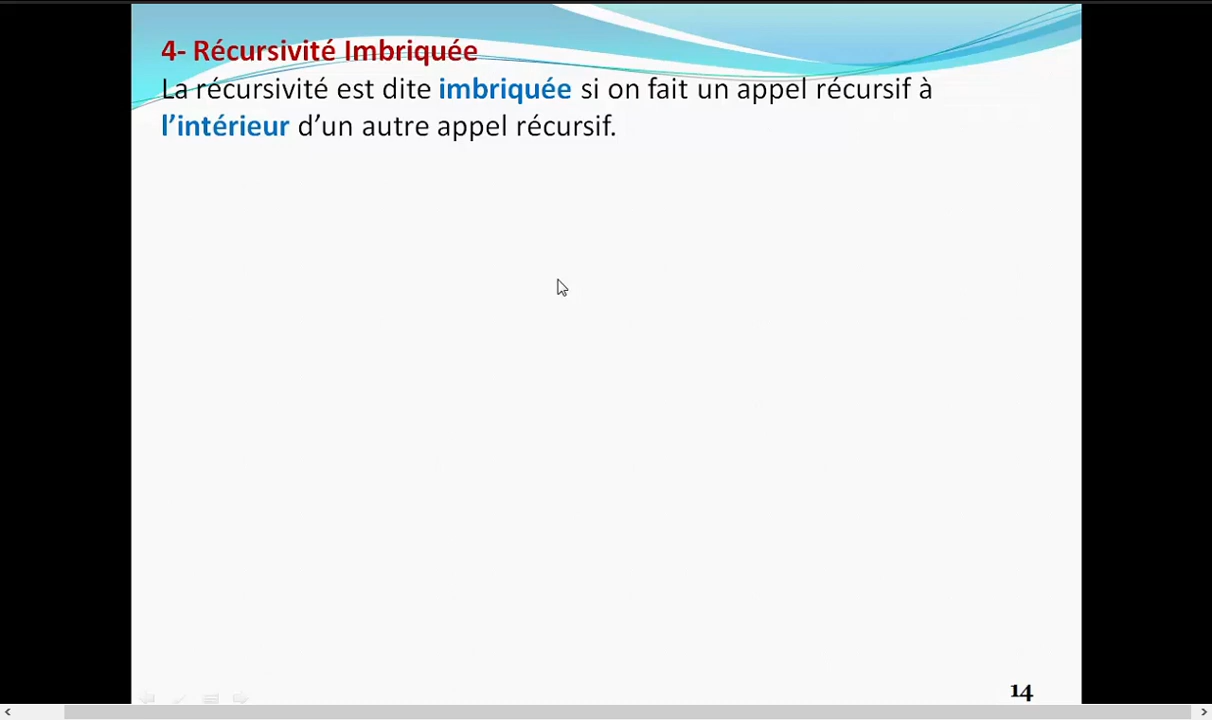 4- Récursivité Imbriquée
La récursivité est dite imbriquée si on fait un appel récursif à
l’intérieur d’un autre appel récursif.
14